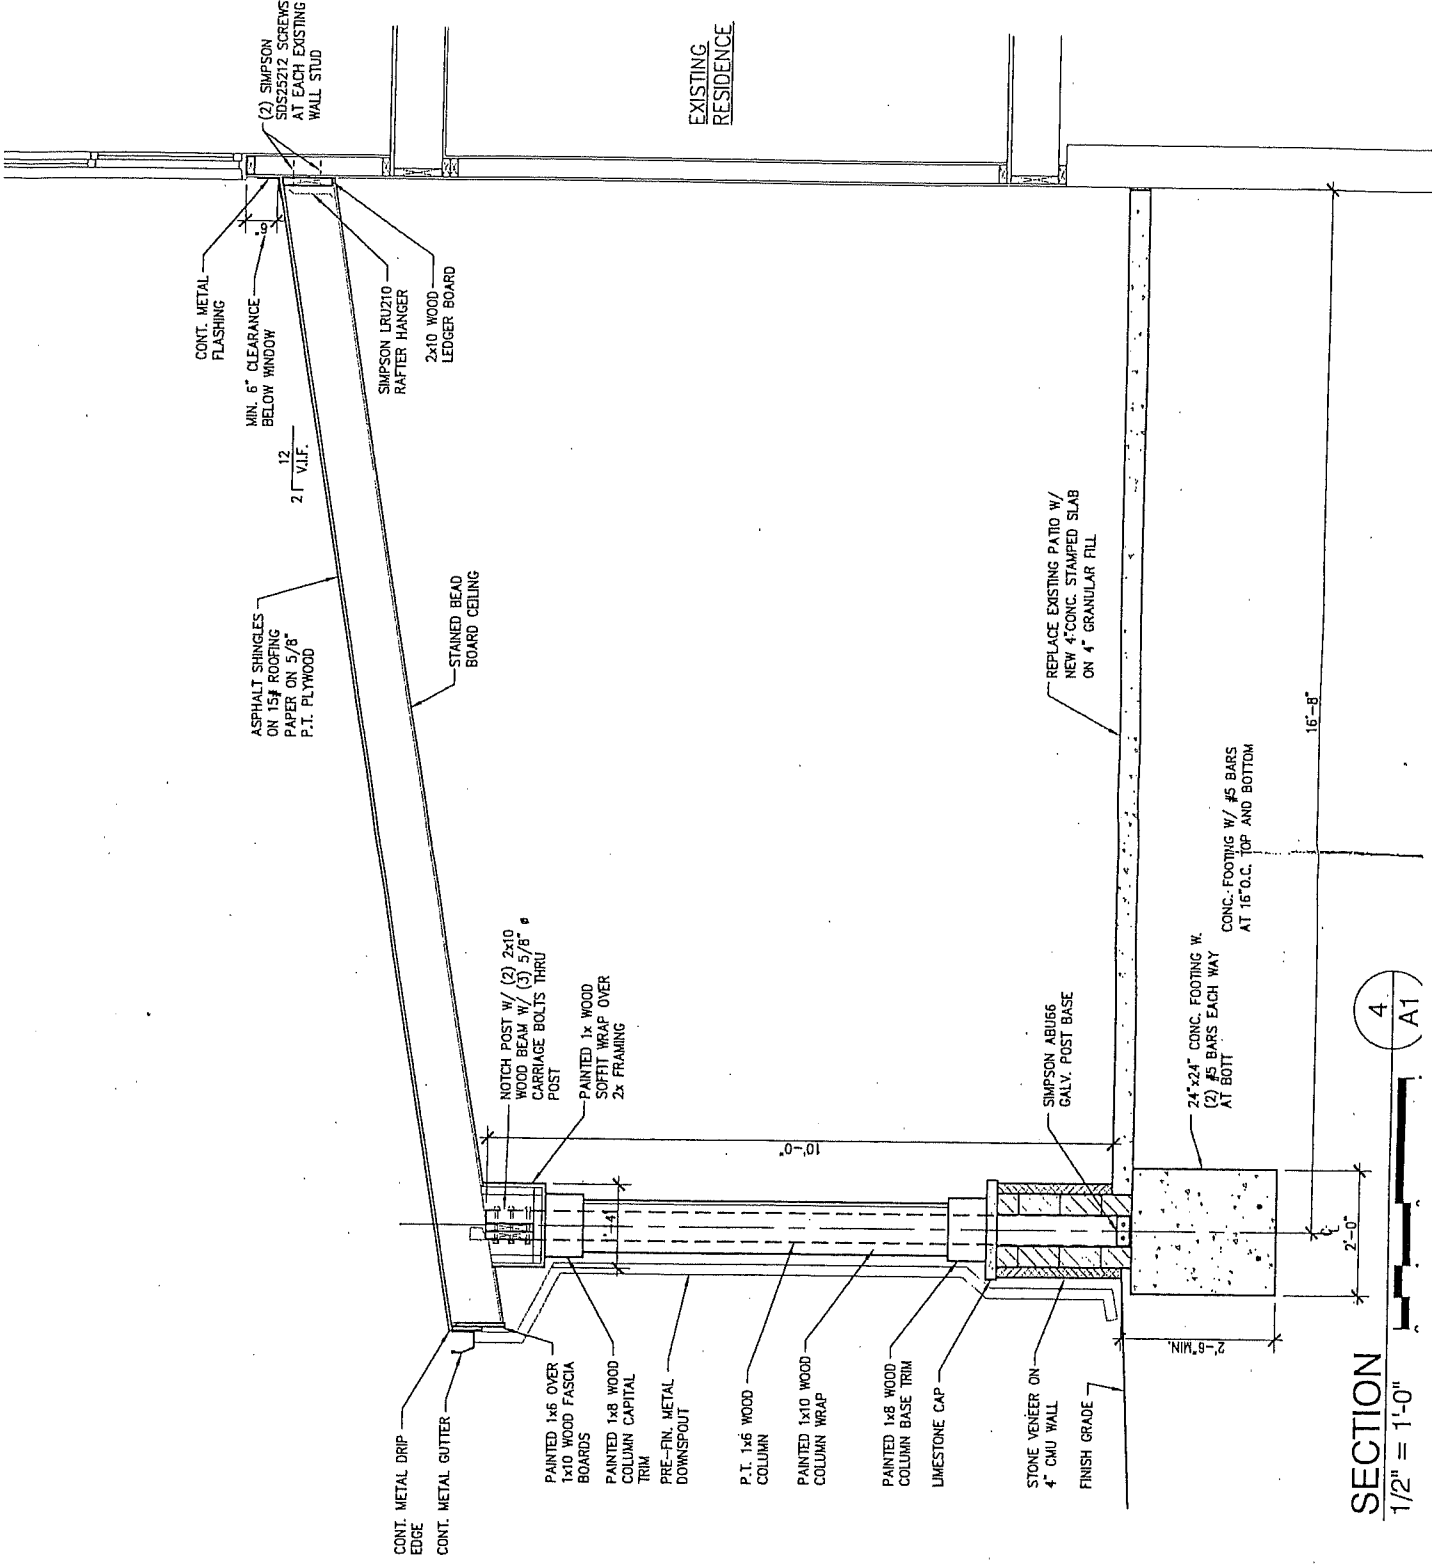 (2) SIMPSON
SDS25212 SCREWS
AT EACH EXISTING
WALL STUD
EXISTING
RESIDENCE
CONT. METAL
FLASHING
MIN. 6" CLEARANCE
BELOW WINDOW
6"
SIMPSON LRU210
RAFTER HANGER
2x10 WOOD
LEDGER BOARD
12
2
V.I.F.
ASPHALT SHINGLES
ON 15# ROOFING
PAPER ON 5/8"
P.T. PLYWOOD
STAINED BEAD
BOARD CEILING
REPLACE EXISTING PATIO W/
NEW 4" CONC. STAMPED SLAB
ON 4" GRANULAR FILL
16'-8"
NOTCH POST W/ (2) 2x10
WOOD BEAM W/ (3) 5/8" ø
CARRIAGE BOLTS THRU
POST
PAINTED 1x WOOD
SOFFIT WRAP OVER
2x FRAMING
10'-0"
1'-4"
SIMPSON ABU66
GALV. POST BASE
24"x24" CONC. FOOTING W.
(2) #5 BARS EACH WAY
AT BOTT
CONC. FOOTING W/ #5 BARS
AT 16"O.C. TOP AND BOTTOM
CONT. METAL DRIP
EDGE
CONT. METAL GUTTER
PAINTED 1x6 OVER
1x10 WOOD FASCIA
BOARDS
PAINTED 1x8 WOOD
COLUMN CAPITAL
TRIM
PRE-FIN. METAL
DOWNSPOUT
P.T. 1x6 WOOD
COLUMN
PAINTED 1x10 WOOD
COLUMN WRAP
PAINTED 1x8 WOOD
COLUMN BASE TRIM
LIMESTONE CAP
STONE VENEER ON
4" CMU WALL
FINISH GRADE
2'-6"MIN.
2'-0"
CL
SECTION
1/2" = 1'-0"
4
A1